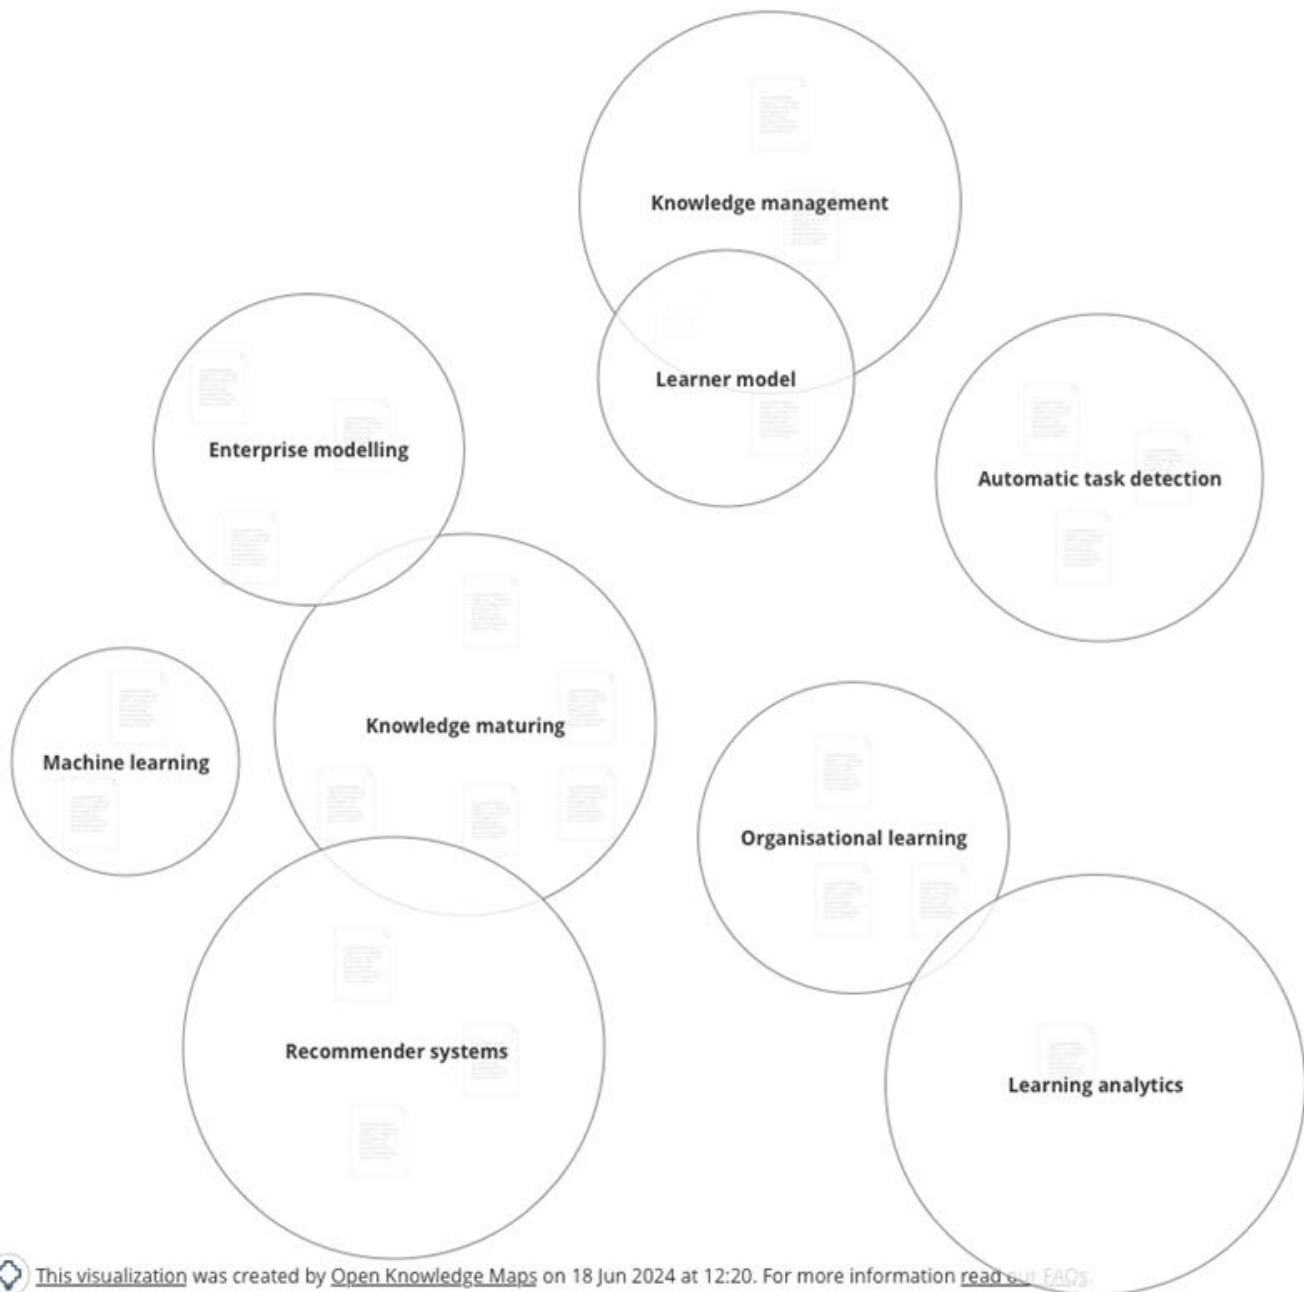 Knowledge management
Learner model
Enterprise modelling
Automatic task detection
Knowledge maturing
Machine learning
Organisational learning
Recommender systems
Learning analytics
This visualization was created by Open Knowledge Maps on 18 Jun 2024 at 12:20. For more information read our FAQs.